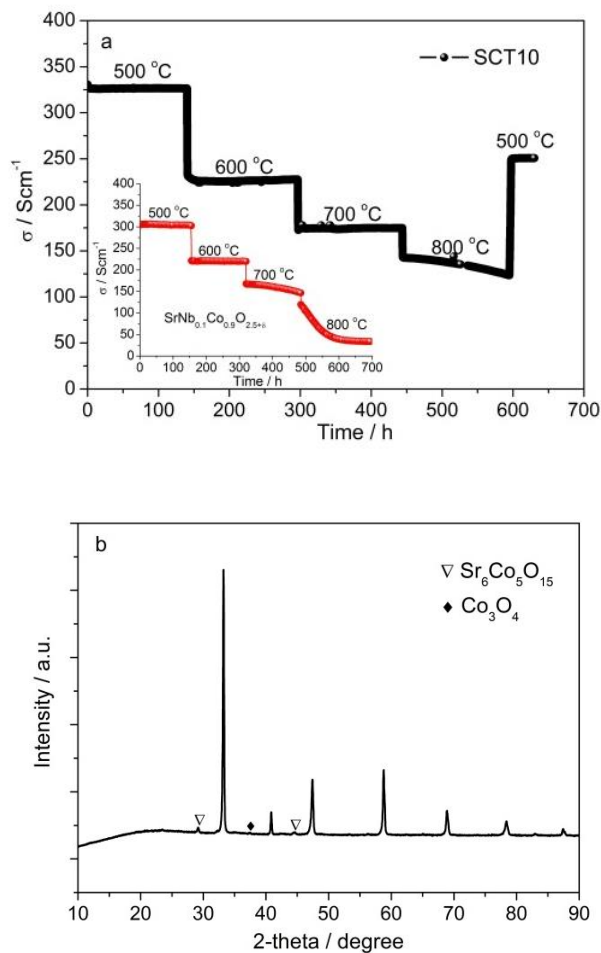 a
SCT10
500 °C
600 °C
700 °C
800 °C
500 °C
σ / Scm⁻¹
400
350
300
250
200
150
100
50
0
0 100 200 300 400 500 600 700
Time / h
500 °C
600 °C
700 °C
800 °C
SrNb₀.₁Co₀.₉O₂.₅₊δ
σ / Scm⁻¹
400
350
300
250
200
150
100
50
0
0 100 200 300 400 500 600 700
Time / h
b
▽ Sr₆Co₅O₁₅
♦ Co₃O₄
Intensity / a.u.
10 20 30 40 50 60 70 80 90
2-theta / degree